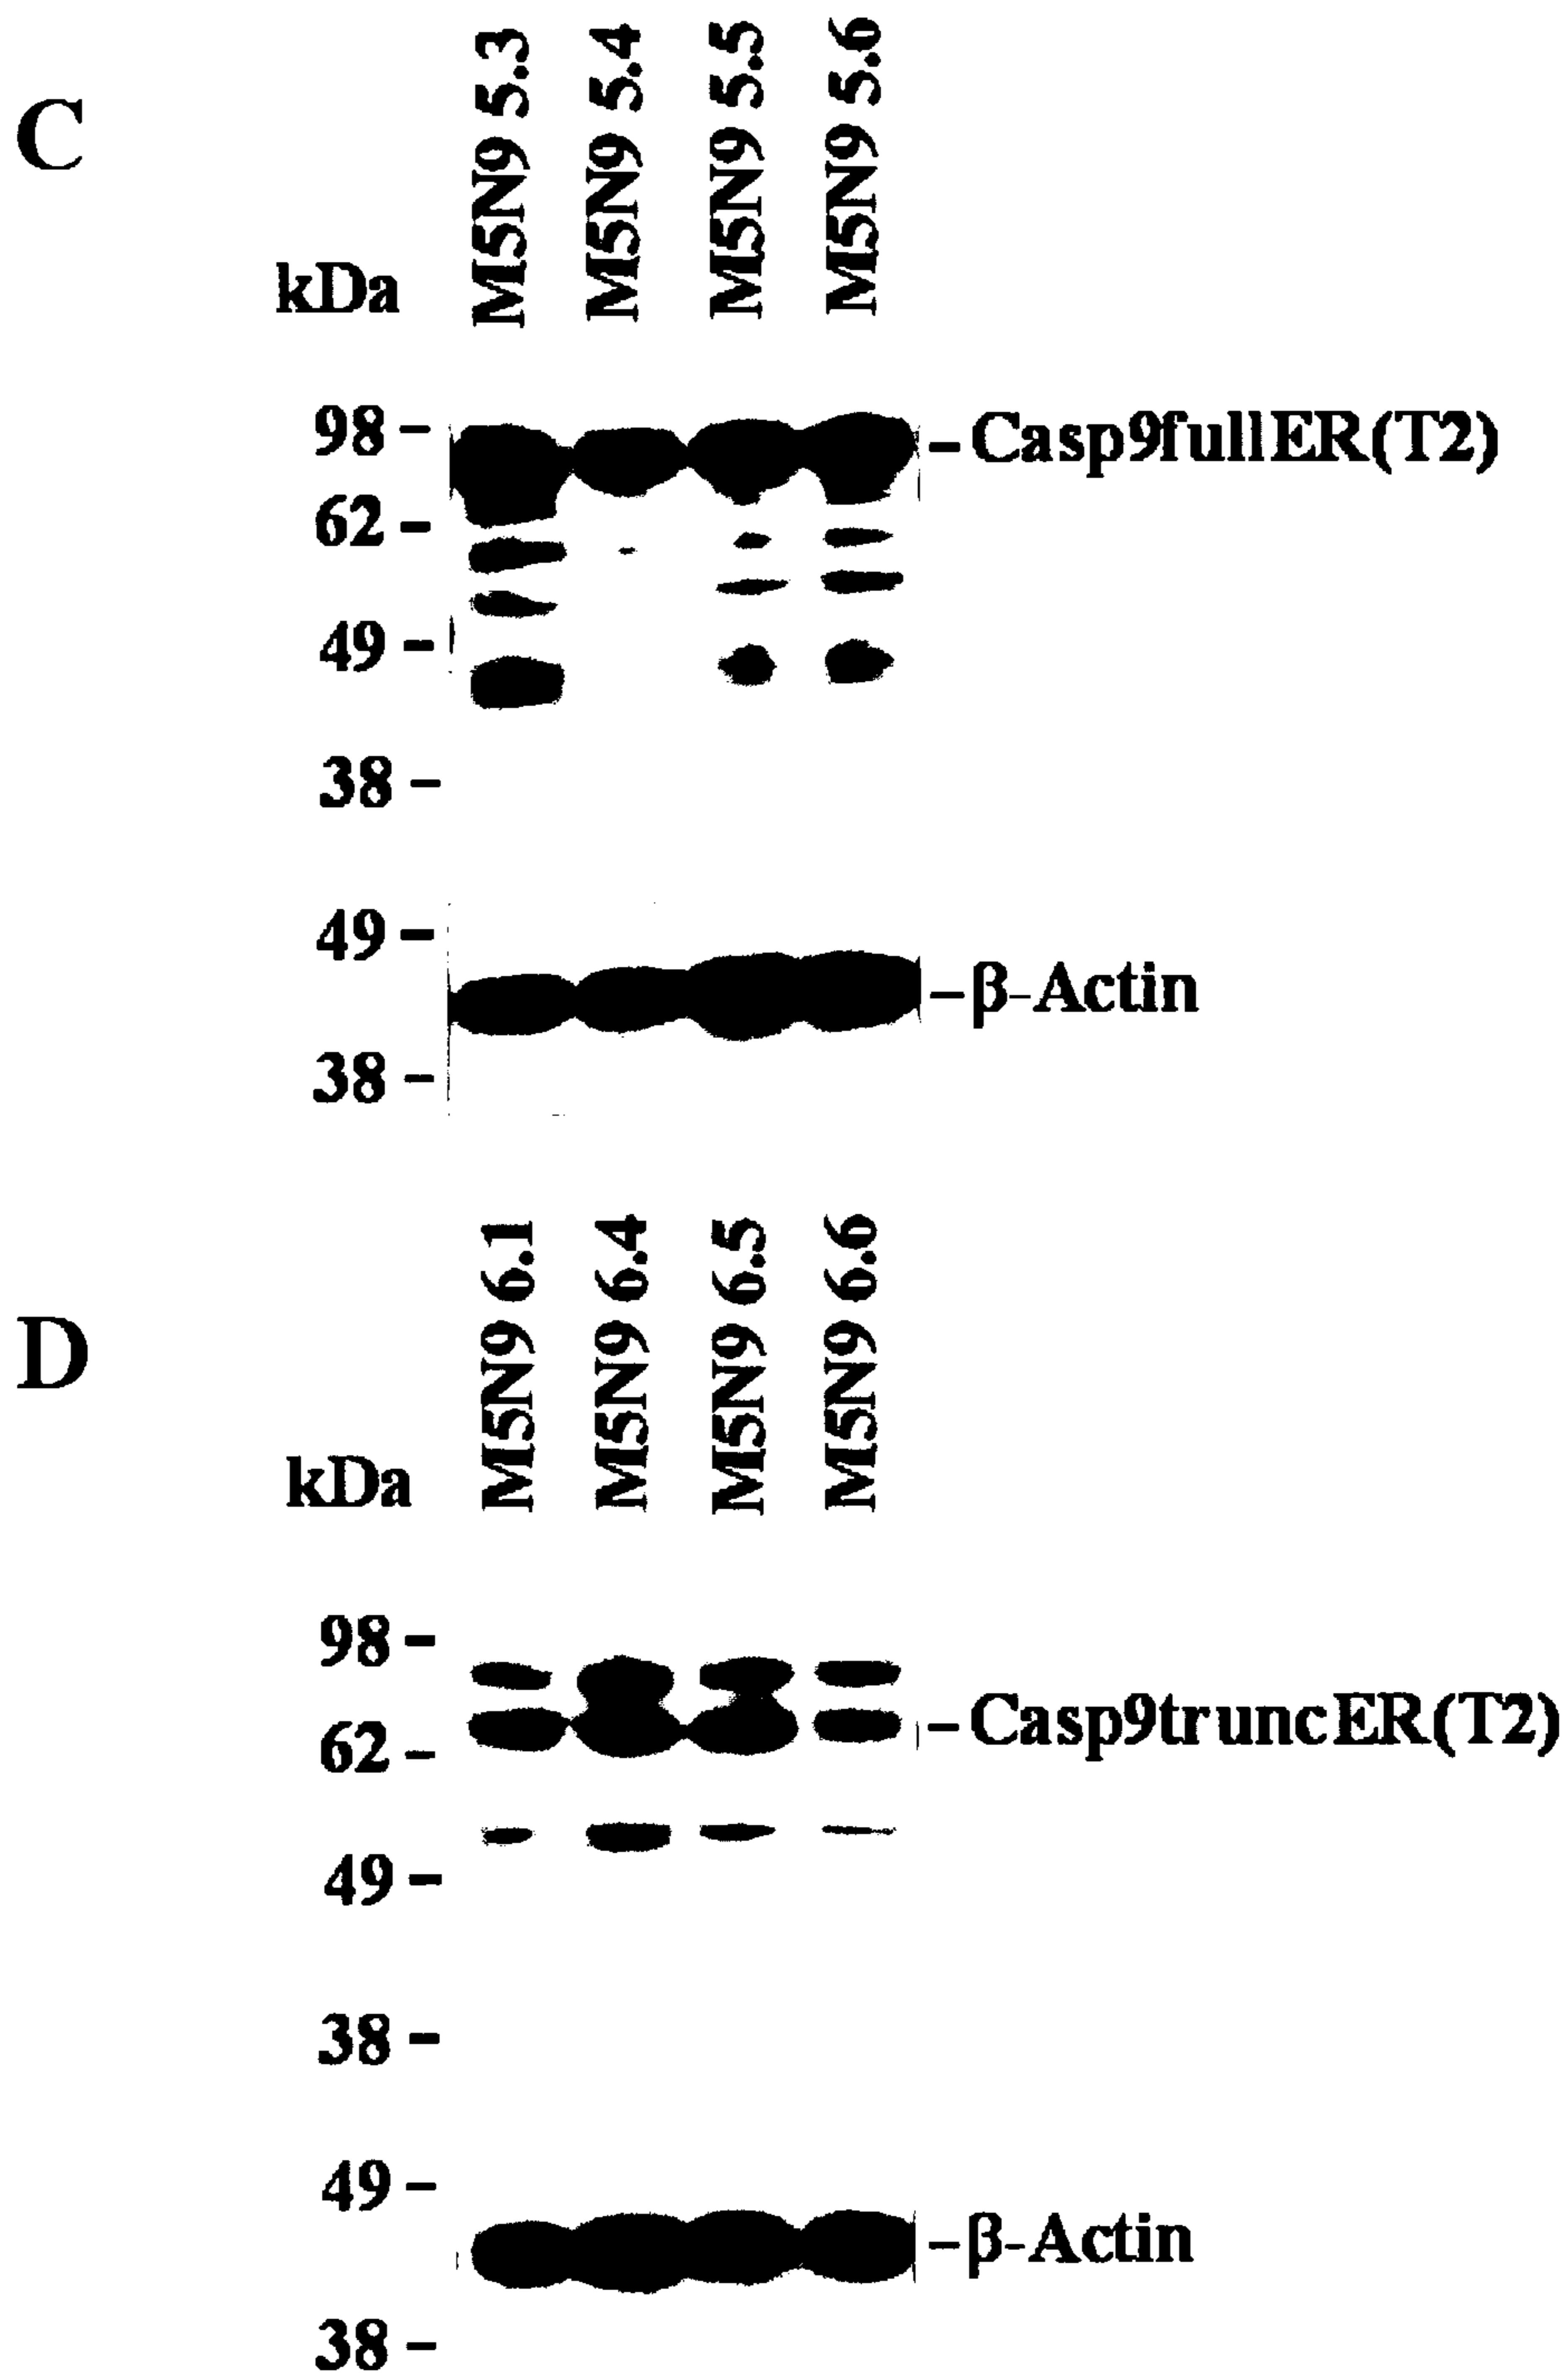 C
kDa
M5N9 5.3
M5N9 5.4
M5N9 5.5
M5N9 5.6
98 –
– Casp9fullER(T2)
62 –
49 –
38 –
49 –
– β–Actin
38 –
D
kDa
M5N9 6.1
M5N9 6.4
M5N9 6.5
M5N9 6.6
98 –
– Casp9truncER(T2)
62 –
49 –
38 –
49 –
– β-Actin
38 –